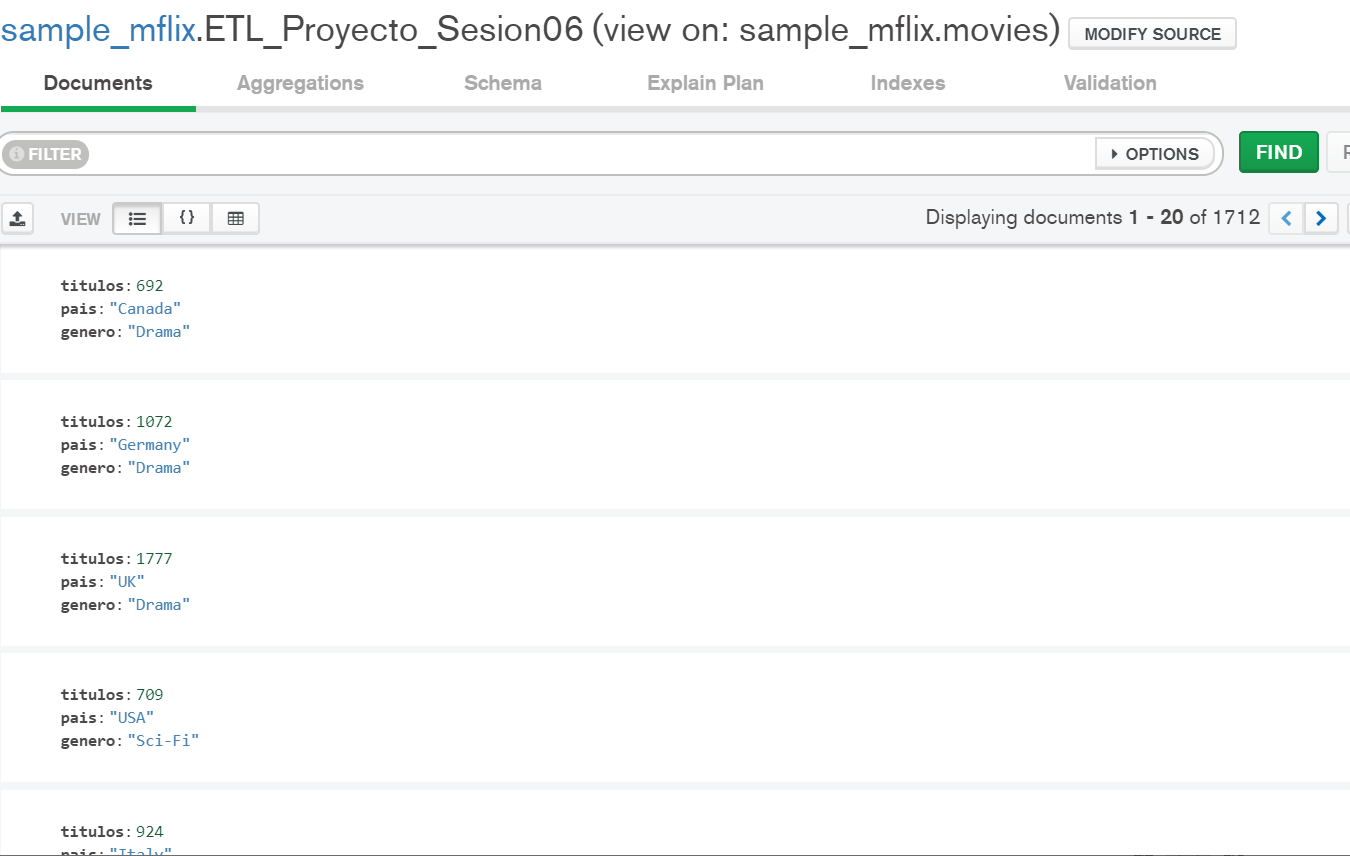 sample_mflix.ETL_Proyecto_Sesion06 (view on: sample_mflix.movies) MODIFY SOURCE
Documents Aggregations Schema Explain Plan Indexes Validation
FILTER OPTIONS FIND
VIEW { } Displaying documents 1 - 20 of 1712
titulos: 692
pais: "Canada"
genero: "Drama"
titulos: 1072
pais: "Germany"
genero: "Drama"
titulos: 1777
pais: "UK"
genero: "Drama"
titulos: 709
pais: "USA"
genero: "Sci-Fi"
titulos: 924
pais: "Italy"